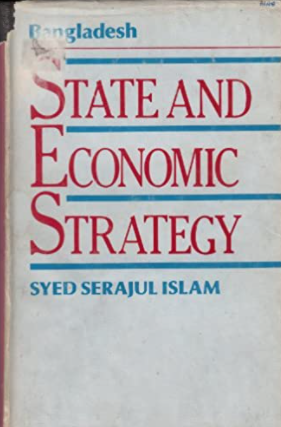 Bangladesh
STATE AND
ECONOMIC
STRATEGY
SYED SERAJUL ISLAM